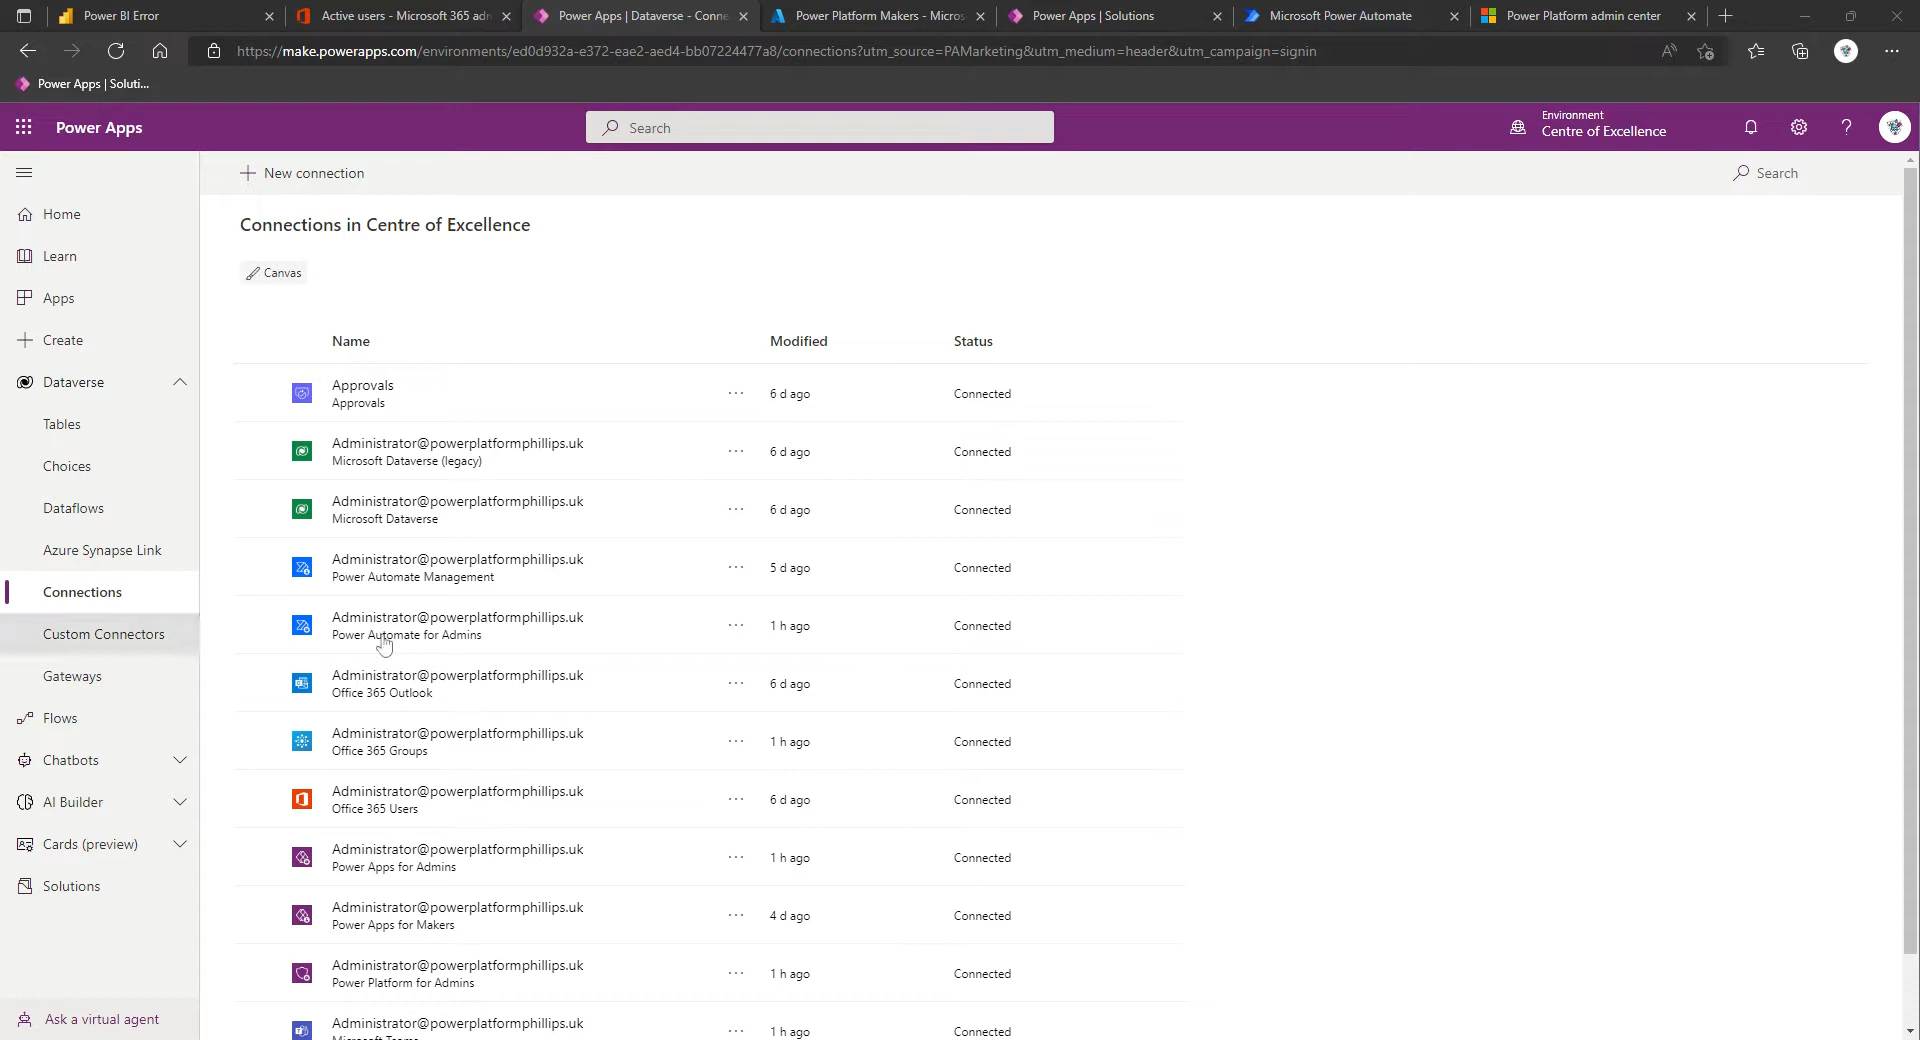 Power BI Error
Active users - Microsoft 365 adn
Power Apps | Dataverse - Conne
Power Platform Makers - Micros
Power Apps | Solutions
Microsoft Power Automate
Power Platform admin center
https://make.powerapps.com/environments/ed0d932a-e372-eae2-aed4-bb07224477a8/connections?utm_source=PAMarketing&utm_medium=header&utm_campaign=signin
Power Apps | Soluti...
Power Apps
Search
Environment
Centre of Excellence
New connection
Search
Home
Learn
Apps
Create
Dataverse
Tables
Choices
Dataflows
Azure Synapse Link
Connections
Custom Connectors
Gateways
Flows
Chatbots
AI Builder
Cards (preview)
Solutions
Ask a virtual agent
Connections in Centre of Excellence
Canvas
Name Modified Status
Approvals
Approvals
6 d ago Connected
Administrator@powerplatformphillips.uk
Microsoft Dataverse (legacy)
6 d ago Connected
Administrator@powerplatformphillips.uk
Microsoft Dataverse
6 d ago Connected
Administrator@powerplatformphillips.uk
Power Automate Management
5 d ago Connected
Administrator@powerplatformphillips.uk
Power Automate for Admins
1 h ago Connected
Administrator@powerplatformphillips.uk
Office 365 Outlook
6 d ago Connected
Administrator@powerplatformphillips.uk
Office 365 Groups
1 h ago Connected
Administrator@powerplatformphillips.uk
Office 365 Users
6 d ago Connected
Administrator@powerplatformphillips.uk
Power Apps for Admins
1 h ago Connected
Administrator@powerplatformphillips.uk
Power Apps for Makers
4 d ago Connected
Administrator@powerplatformphillips.uk
Power Platform for Admins
1 h ago Connected
Administrator@powerplatformphillips.uk
Microsoft Teams
1 h ago Connected